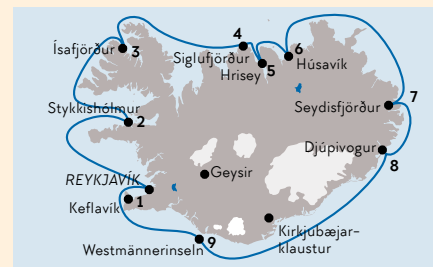 4
Ísafjörður 3
Siglufjörður 6
Hrisey 5 Húsavík
7
Seydisfjörður
Stykkishólmur
2
Djúpivogur
8
REYKJAVÍK Geysir
Keflavík 1
Kirkjubæjar-
klaustur
Westmännerinseln 9